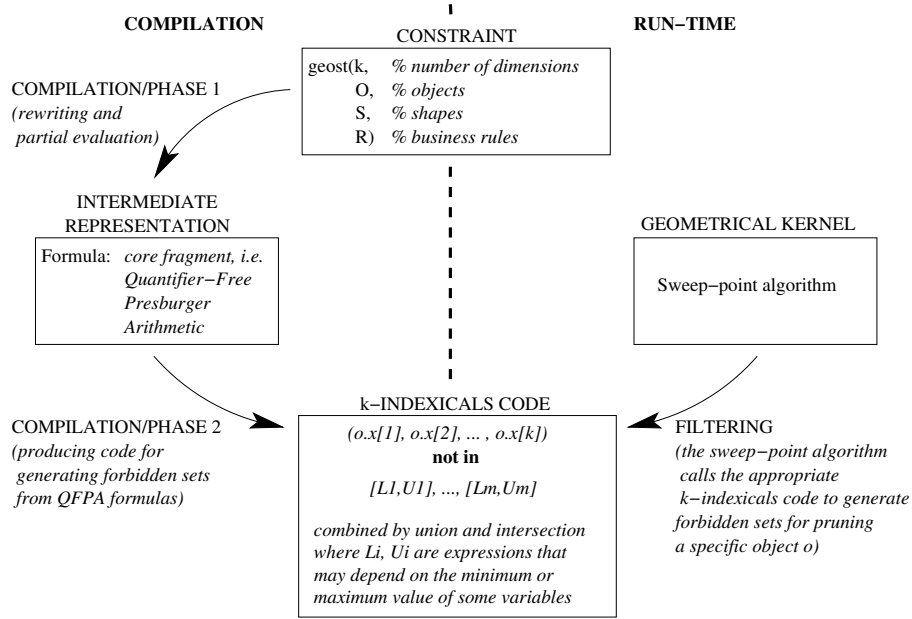 COMPILATION
RUN−TIME
CONSTRAINT
geost(k, % number of dimensions
O, % objects
S, % shapes
R) % business rules
COMPILATION/PHASE 1
(rewriting and
partial evaluation)
INTERMEDIATE
REPRESENTATION
Formula: core fragment, i.e.
Quantifier−Free
Presburger
Arithmetic
GEOMETRICAL KERNEL
Sweep−point algorithm
COMPILATION/PHASE 2
(producing code for
generating forbidden sets
from QFPA formulas)
k−INDEXICALS CODE
(o.x[1], o.x[2], ... , o.x[k])
not in
[L1,U1], ..., [Lm,Um]
combined by union and intersection
where Li, Ui are expressions that
may depend on the minimum or
maximum value of some variables
FILTERING
(the sweep−point algorithm
calls the appropriate
k−indexicals code to generate
forbidden sets for pruning
a specific object o)